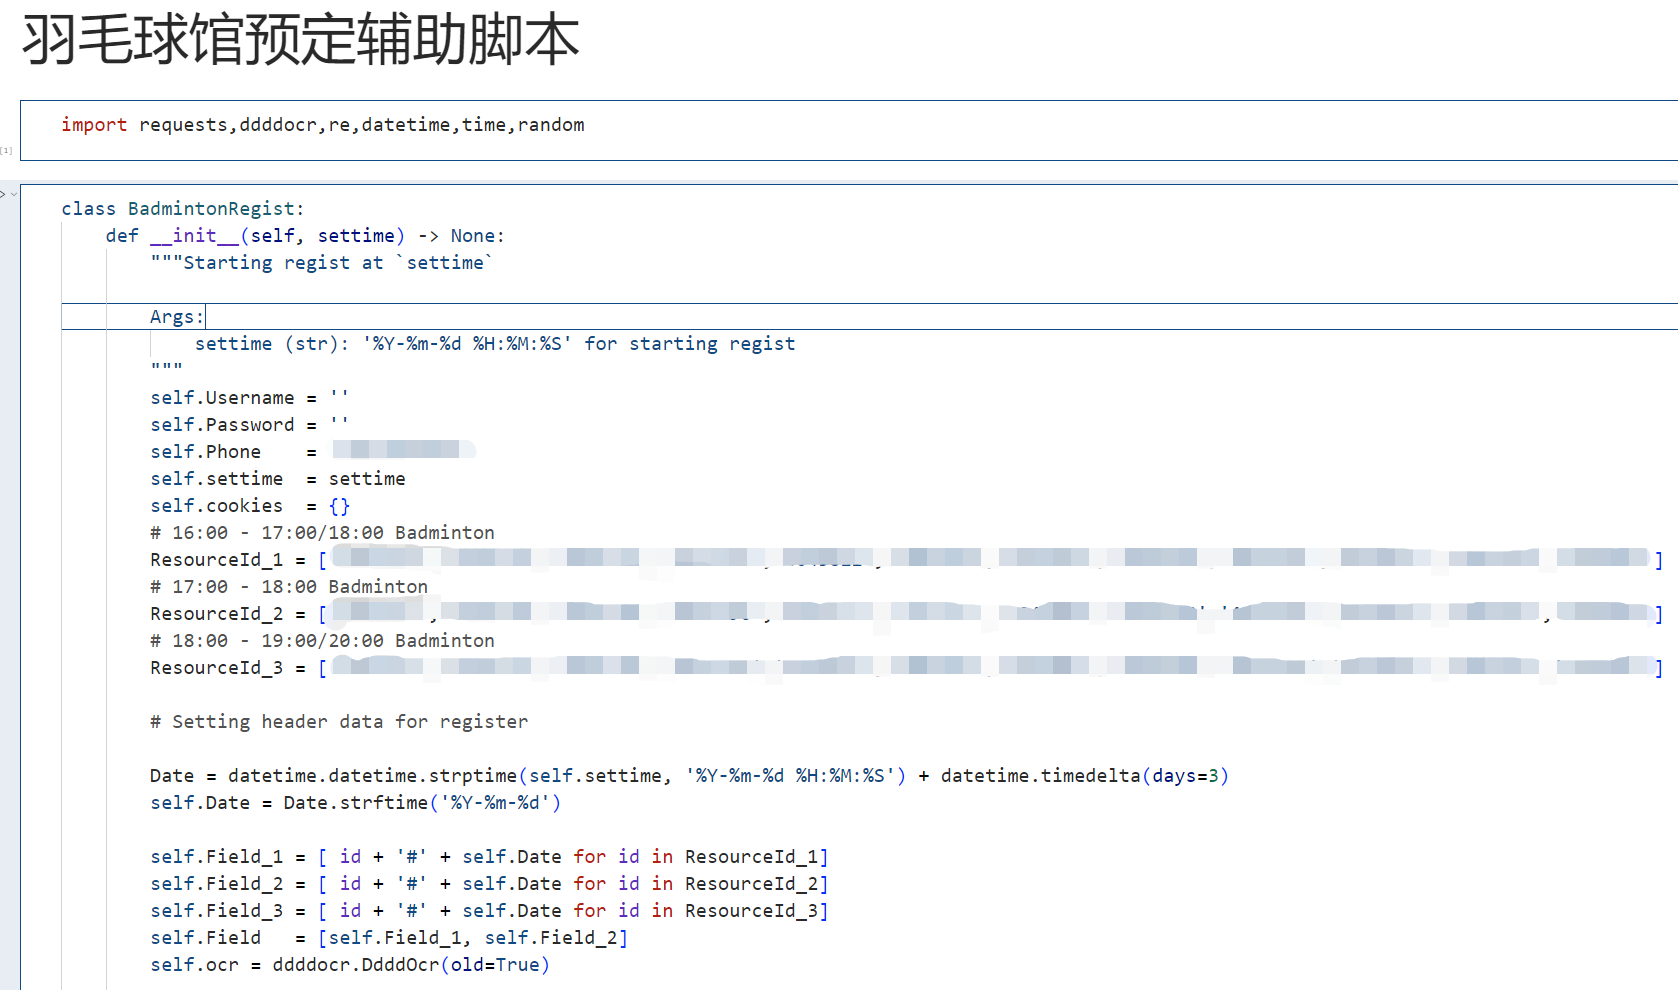 羽毛球馆预定辅助脚本
import requests,ddddocr,re,datetime,time,random
[1]
class BadmintonRegist:
def __init__(self, settime) -> None:
"""Starting regist at `settime`
Args:
settime (str): '%Y-%m-%d %H:%M:%S' for starting regist
"""
self.Username = ''
self.Password = ''
self.Phone    =
self.settime  = settime
self.cookies  = {}
# 16:00 - 17:00/18:00 Badminton
ResourceId_1 = [ ]
# 17:00 - 18:00 Badminton
ResourceId_2 = [ ]
# 18:00 - 19:00/20:00 Badminton
ResourceId_3 = [ ]
# Setting header data for register
Date = datetime.datetime.strptime(self.settime, '%Y-%m-%d %H:%M:%S') + datetime.timedelta(days=3)
self.Date = Date.strftime('%Y-%m-%d')
self.Field_1 = [ id + '#' + self.Date for id in ResourceId_1]
self.Field_2 = [ id + '#' + self.Date for id in ResourceId_2]
self.Field_3 = [ id + '#' + self.Date for id in ResourceId_3]
self.Field   = [self.Field_1, self.Field_2]
self.ocr = ddddocr.DdddOcr(old=True)